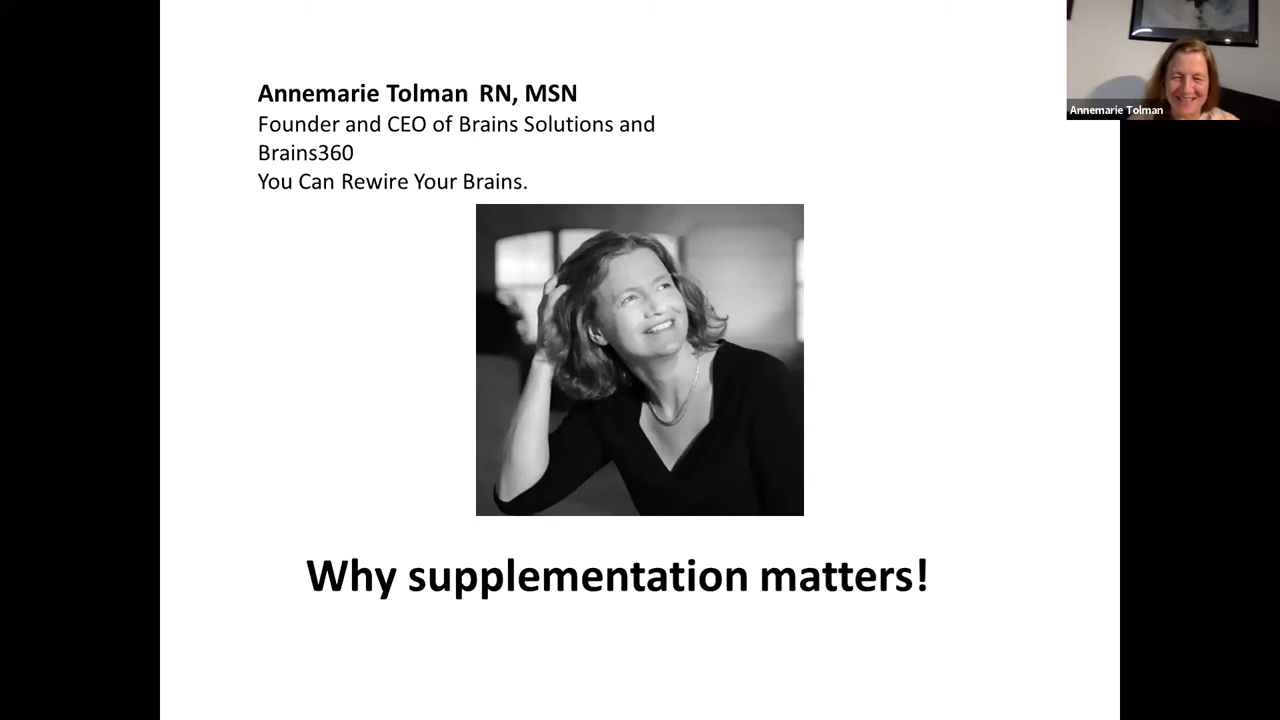 Annemarie Tolman RN, MSN
Founder and CEO of Brains Solutions and
Brains360
You Can Rewire Your Brains.
Annemarie Tolman
Why supplementation matters!